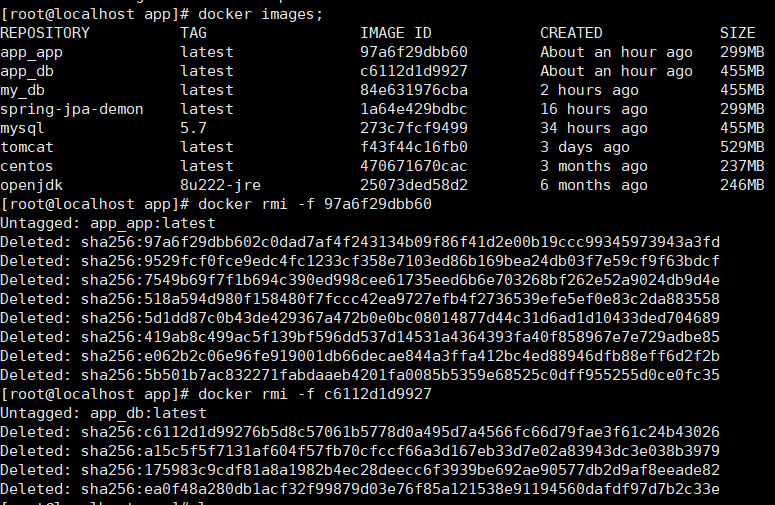 [root@localhost app]# docker images;
REPOSITORY TAG IMAGE ID CREATED SIZE
app_app latest 97a6f29dbb60 About an hour ago 299MB
app_db latest c6112d1d9927 About an hour ago 455MB
my_db latest 84e631976cba 2 hours ago 455MB
spring-jpa-demon latest 1a64e429bdbc 16 hours ago 299MB
mysql 5.7 273c7fcf9499 34 hours ago 455MB
tomcat latest f43f44c16fb0 3 days ago 529MB
centos latest 470671670cac 3 months ago 237MB
openjdk 8u222-jre 25073ded58d2 6 months ago 246MB
[root@localhost app]# docker rmi -f 97a6f29dbb60
Untagged: app_app:latest
Deleted: sha256:97a6f29dbb602c0dad7af4f243134b09f86f41d2e00b19ccc99345973943a3fd
Deleted: sha256:9529fcf0fce9edc4fc1233cf358e7103ed86b169bea24db03f7e59cf9f63bdcf
Deleted: sha256:7549b69f7f1b694c390ed998cee61735eed6b6e703268bf262e52a9024db9d4e
Deleted: sha256:518a594d980f158480f7fccc42ea9727efb4f2736539efe5ef0e83c2da883558
Deleted: sha256:5d1dd87c0b43de429367a472b0e0bc08014877d44c31d6ad1d10433ded704689
Deleted: sha256:419ab8c499ac5f139bf596dd537d14531a4364393fa40f858967e7e729adbe85
Deleted: sha256:e062b2c06e96fe919001db66decae844a3ffa412bc4ed88946dfb88eff6d2f2b
Deleted: sha256:5b501b7ac832271fabdaaeb4201fa0085b5359e68525c0dff955255d0ce0fc35
[root@localhost app]# docker rmi -f c6112d1d9927
Untagged: app_db:latest
Deleted: sha256:c6112d1d99276b5d8c57061b5778d0a495d7a4566fc66d79fae3f61c24b43026
Deleted: sha256:a15c5f5f7131af604f57fb70cfccf66a3d167eb33d7e02a83943dc3e038b3979
Deleted: sha256:175983c9cdf81a8a1982b4ec28deecc6f3939be692ae90577db2d9af8eeade82
Deleted: sha256:ea0f48a280db1acf32f99879d03e76f85a121538e91194560dafdf97d7b2c33e